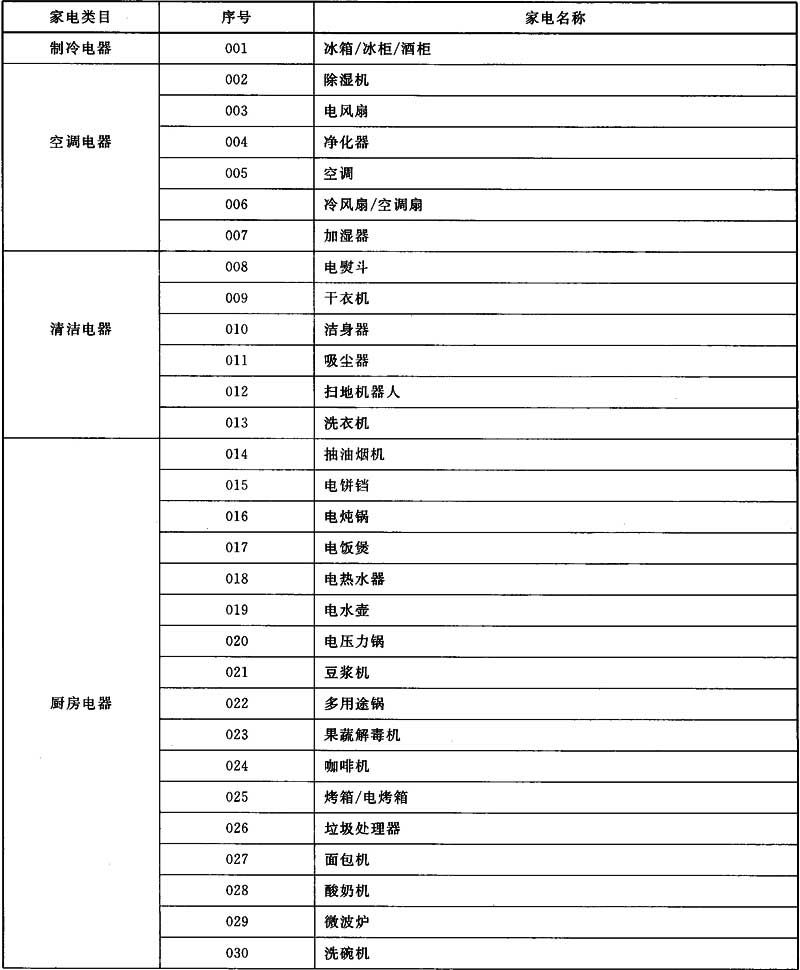 家电类目 序号 家电名称
制冷电器 001 冰箱/冰柜/酒柜
002 除湿机
003 电风扇
空调电器 004 净化器
005 空调
006 冷风扇/空调扇
007 加湿器
008 电熨斗
009 干衣机
清洁电器 010 洁身器
011 吸尘器
012 扫地机器人
013 洗衣机
014 抽油烟机
015 电饼铛
016 电炖锅
017 电饭煲
018 电热水器
019 电水壶
020 电压力锅
021 豆浆机
厨房电器 022 多用途锅
023 果蔬解毒机
024 咖啡机
025 烤箱/电烤箱
026 垃圾处理器
027 面包机
028 酸奶机
029 微波炉
030 洗碗机